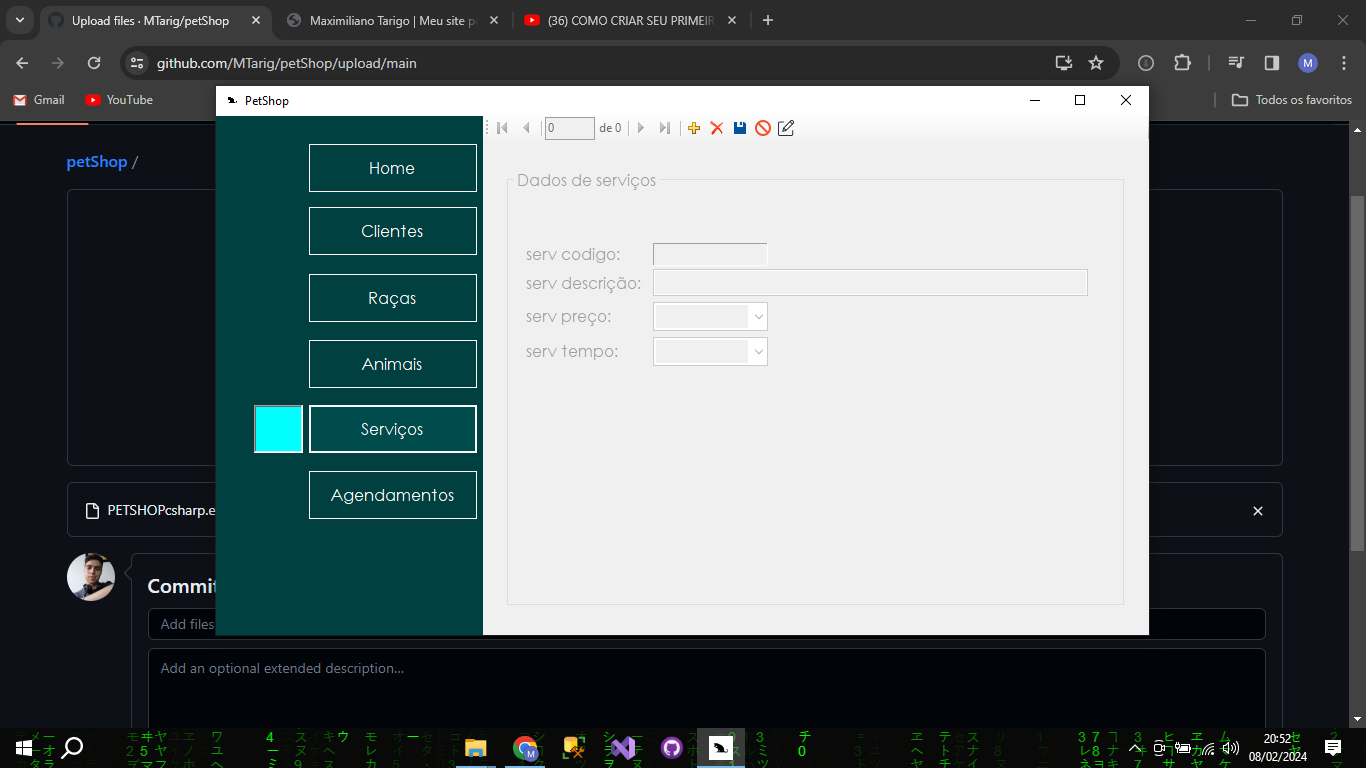 Upload files · MTarig/petShop
Maximiliano Tarigo | Meu site p
(36) COMO CRIAR SEU PRIMEIR
github.com/MTarig/petShop/upload/main
M
Gmail
YouTube
Todos os favoritos
petShop /
PetShop
0 de 0
Home
Clientes
Raças
Animais
Serviços
Agendamentos
Dados de serviços
serv codigo:
serv descrição:
serv preço:
serv tempo:
PETSHOPcsharp.e
Commit
Add files
Add an optional extended description...
20:52
08/02/2024